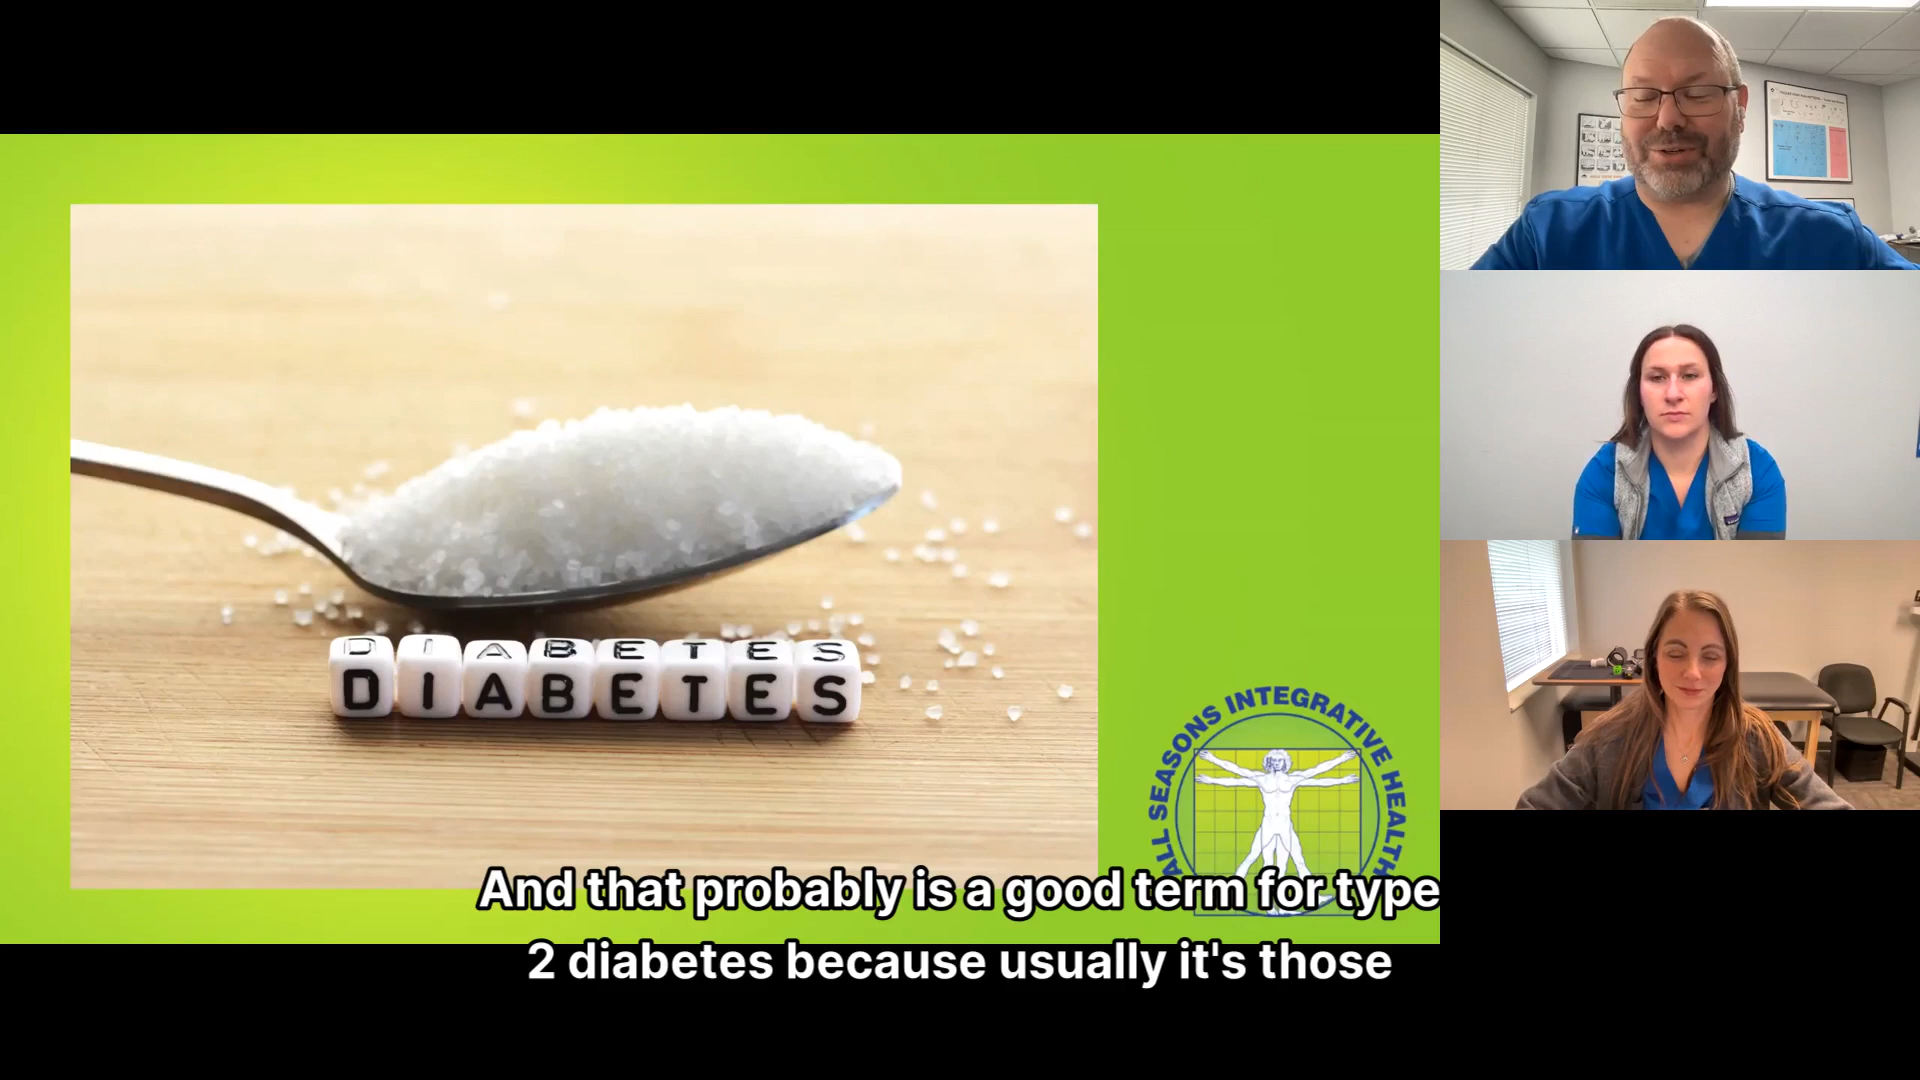 DIABETES
ALL SEASONS INTEGRATIVE HEALTH
And that probably is a good term for type
2 diabetes because usually it's those